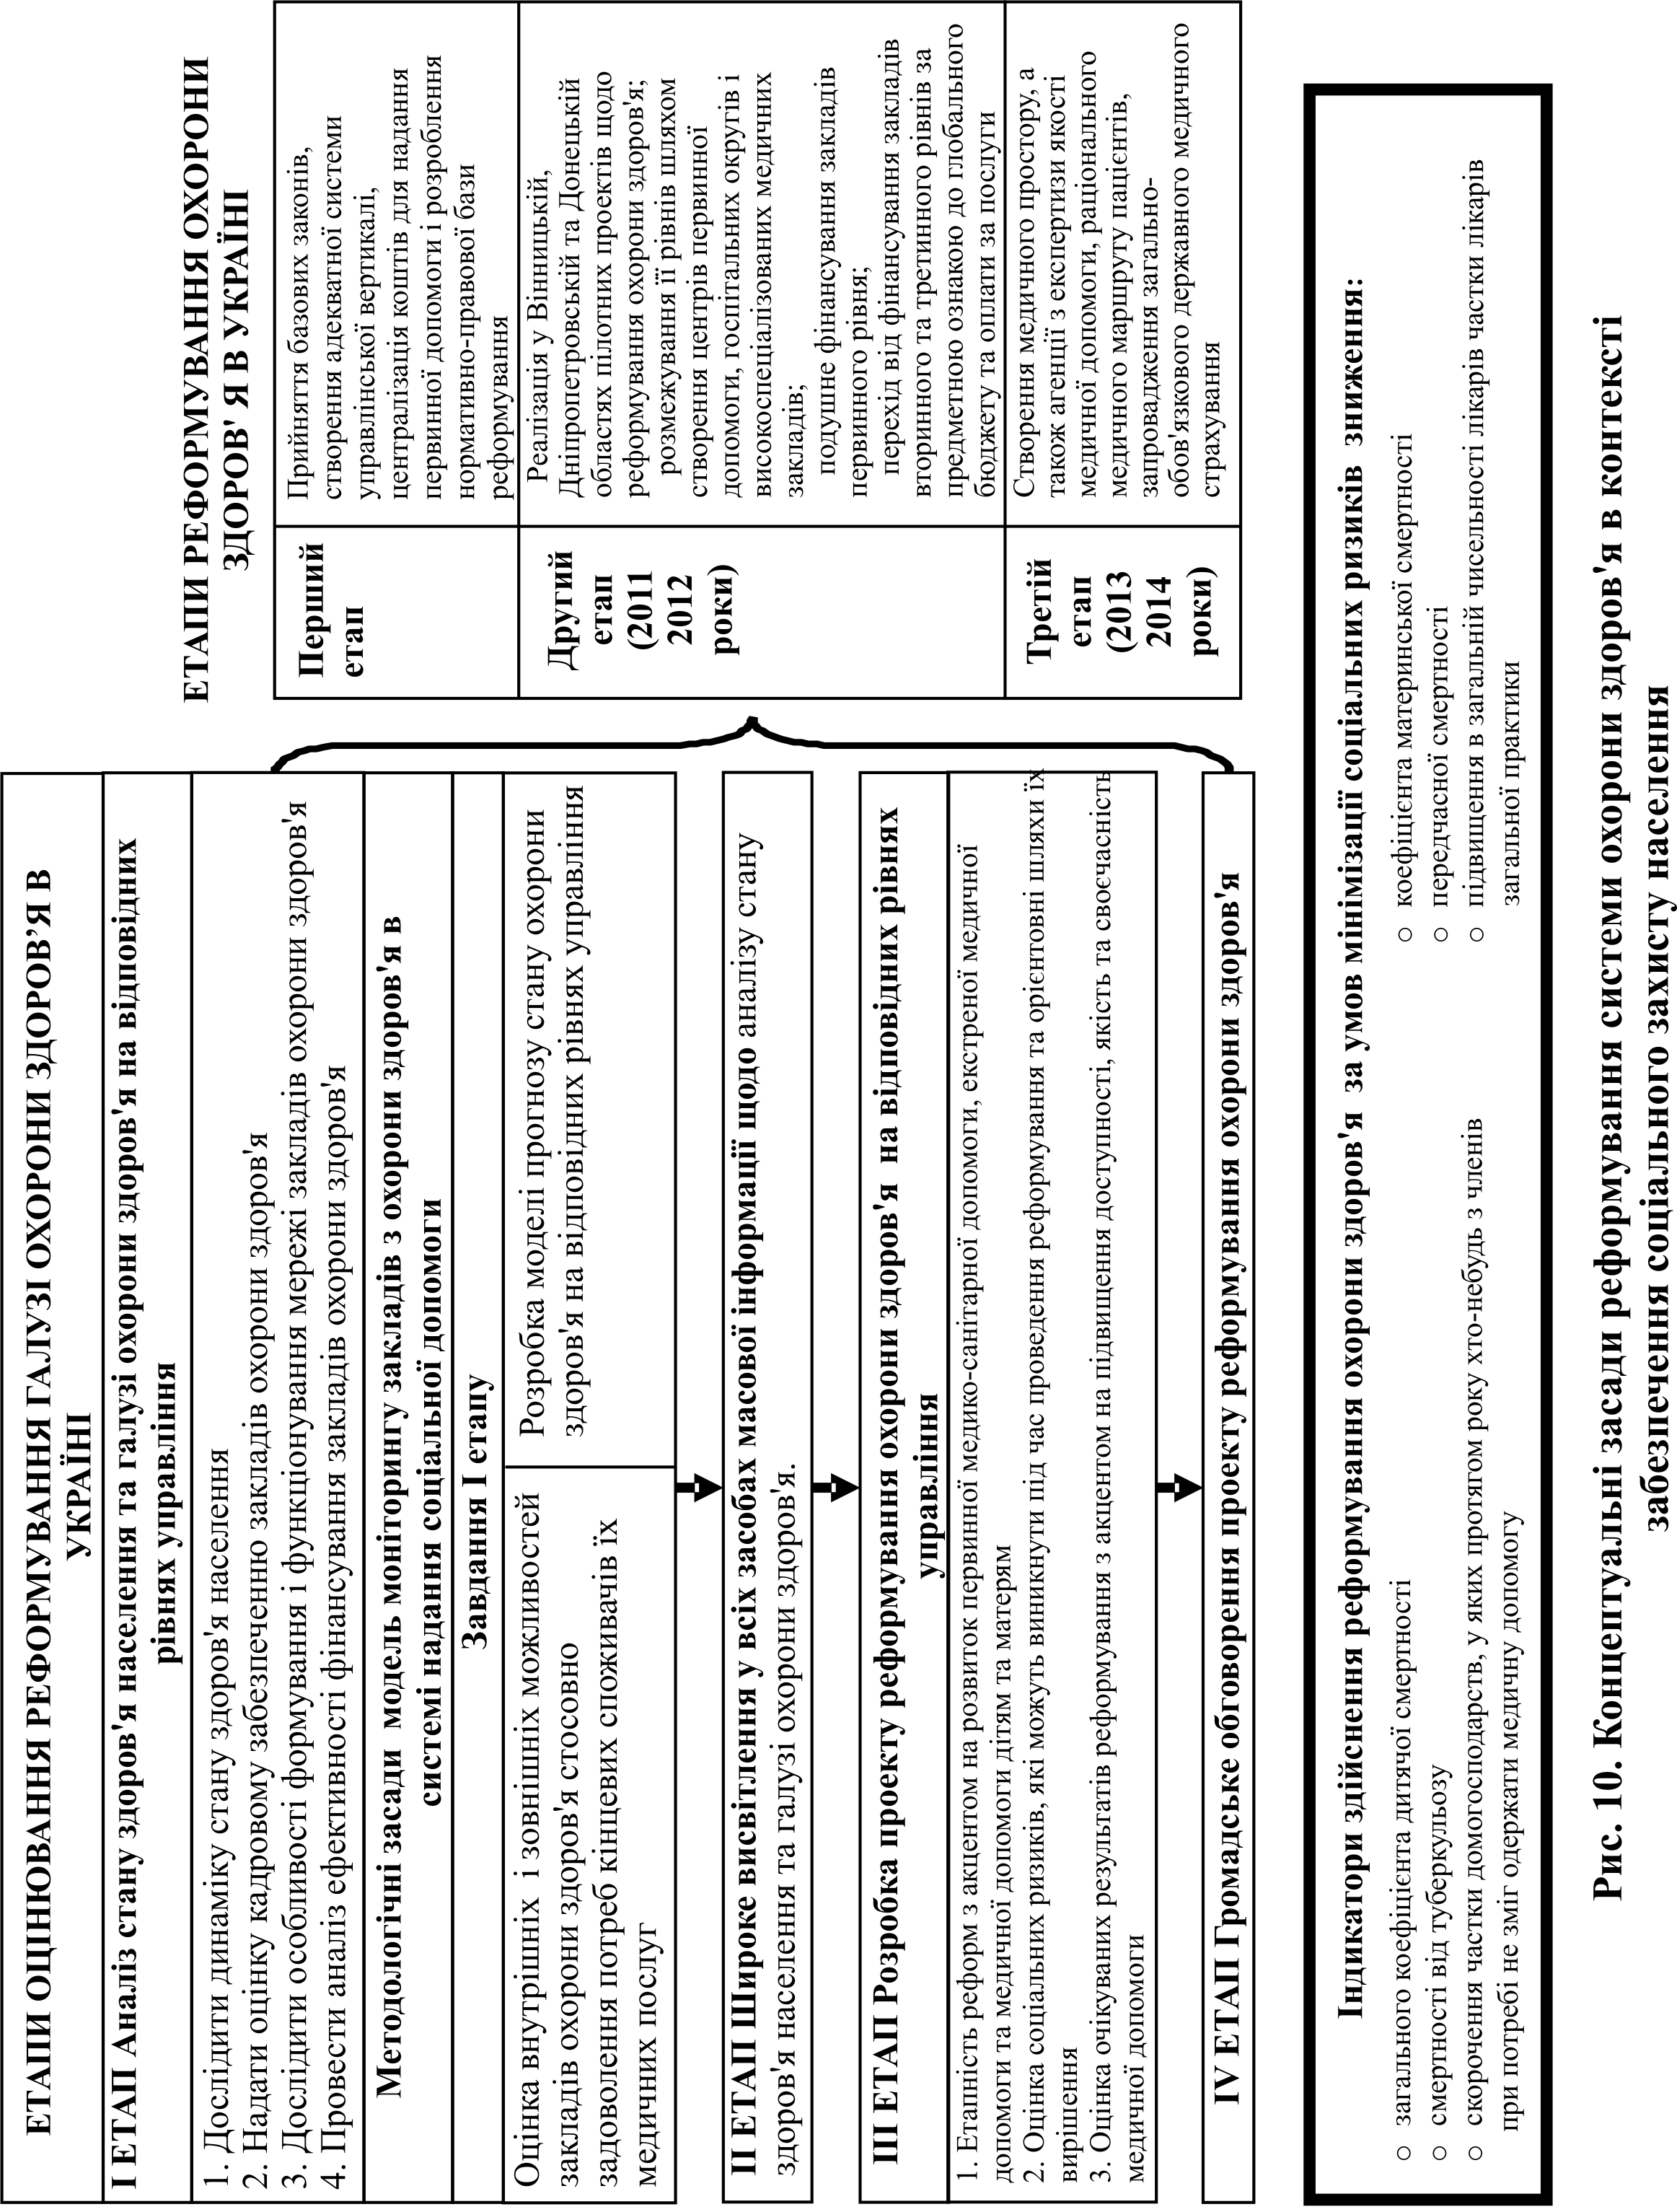 ЕТАПИ ОЦІНЮВАННЯ РЕФОРМУВАННЯ ГАЛУЗІ ОХОРОНИ ЗДОРОВ’Я В
УКРАЇНІ
І ЕТАП Аналіз стану здоров'я населення та галузі охорони здоров'я на відповідних
рівнях управління
1. Дослідити динаміку стану здоров'я населення
2. Надати оцінку кадровому забезпеченню закладів охорони здоров'я
3. Дослідити особливості формування і функціонування мережі закладів охорони здоров'я
4. Провести аналіз ефективності фінансування закладів охорони здоров'я
Методологічні засади модель моніторингу закладів з охорони здоров'я в
системі надання соціальної допомоги
Завдання І етапу
Оцінка внутрішніх і зовнішніх можливостей
закладів охорони здоров'я стосовно
задоволення потреб кінцевих споживачів їх
медичних послуг
Розробка моделі прогнозу стану охорони
здоров'я на відповідних рівнях управління
ІІ ЕТАП Широке висвітлення у всіх засобах масової інформації щодо аналізу стану
здоров'я населення та галузі охорони здоров'я.
ІІІ ЕТАП Розробка проекту реформування охорони здоров'я на відповідних рівнях
управління
1. Етапність реформ з акцентом на розвиток первинної медико-санітарної допомоги, екстреної медичної
допомоги та медичної допомоги дітям та матерям
2. Оцінка соціальних ризиків, які можуть виникнути під час проведення реформування та орієнтовні шляхи їх
вирішення
3. Оцінка очікуваних результатів реформування з акцентом на підвищення доступності, якість та своєчасність
медичної допомоги
IV ЕТАП Громадське обговорення проекту реформування охорони здоров'я
ЕТАПИ РЕФОРМУВАННЯ ОХОРОНИ
ЗДОРОВ' Я В УКРАЇНІ
Перший
етап
Прийняття базових законів,
створення адекватної системи
управлінської вертикалі,
централізація коштів для надання
первинної допомоги і розроблення
нормативно-правової бази
реформування
Другий
етап
(2011
2012
роки)
Реалізація у Вінницькій,
Дніпропетровській та Донецькій
областях пілотних проектів щодо
реформування охорони здоров'я;
розмежування її рівнів шляхом
створення центрів первинної
допомоги, госпітальних округів і
високоспеціалізованих медичних
закладів;
подушне фінансування закладів
первинного рівня;
перехід від фінансування закладів
вторинного та третинного рівнів за
предметною ознакою до глобального
бюджету та оплати за послуги
Третій
етап
(2013
2014
роки)
Створення медичного простору, а
також агенції з експертизи якості
медичної допомоги, раціонального
медичного маршруту пацієнтів,
запровадження загально-
обов'язкового державного медичного
страхування
Індикатори здійснення реформування охорони здоров'я за умов мінімізації соціальних ризиків зниження:
○ загального коефіцієнта дитячої смертності
○ смертності від туберкульозу
○ скорочення частки домогосподарств, у яких протягом року хто-небудь з членів
при потребі не зміг одержати медичну допомогу
○ коефіцієнта материнської смертності
○ передчасної смертності
○ підвищення в загальній чисельності лікарів частки лікарів
загальної практики
Рис. 10. Концептуальні засади реформування системи охорони здоров'я в контексті
забезпечення соціального захисту населення